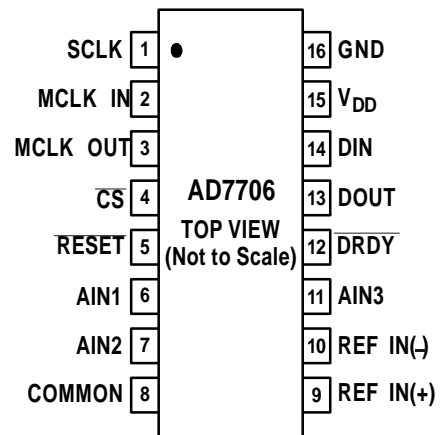 SCLK 1 16 GND
MCLK IN 2 15 VDD
MCLK OUT 3 14 DIN
CS 4 13 DOUT
AD7706
TOP VIEW
(Not to Scale)
RESET 5 12 DRDY
AIN1 6 11 AIN3
AIN2 7 10 REF IN(–)
COMMON 8 9 REF IN(+)